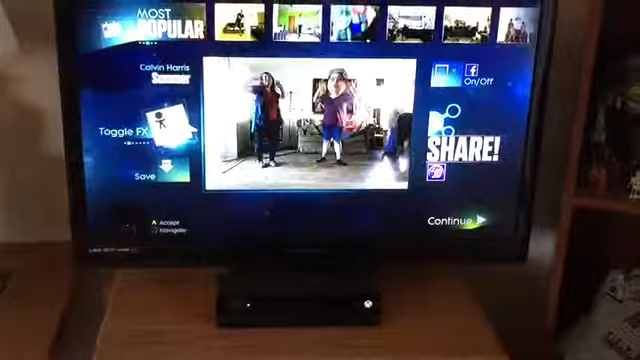 MOST
POPULAR
Calvin Harris
Summer
On/Off
Toggle FX
SHARE!
Save
Accept
Navigate
Continue